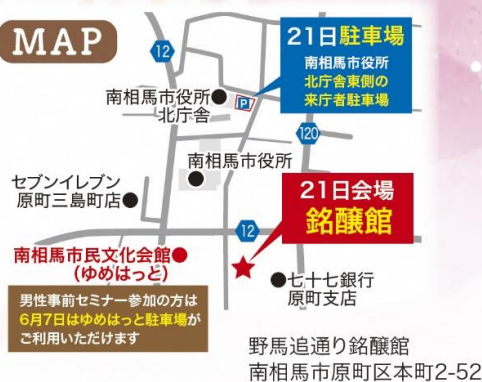 MAP
12
21日駐車場
南相馬市役所
北庁舎東側の
来庁者駐車場
南相馬市役所
北庁舎
P
120
南相馬市役所
セブンイレブン
原町三島町店
21日会場
銘醸館
12
南相馬市民文化会館
(ゆめはっと)
七十七銀行
原町支店
男性事前セミナー参加の方は
6月7日はゆめはっと駐車場が
ご利用いただけます
野馬追通り銘醸館
南相馬市原町区本町2-52